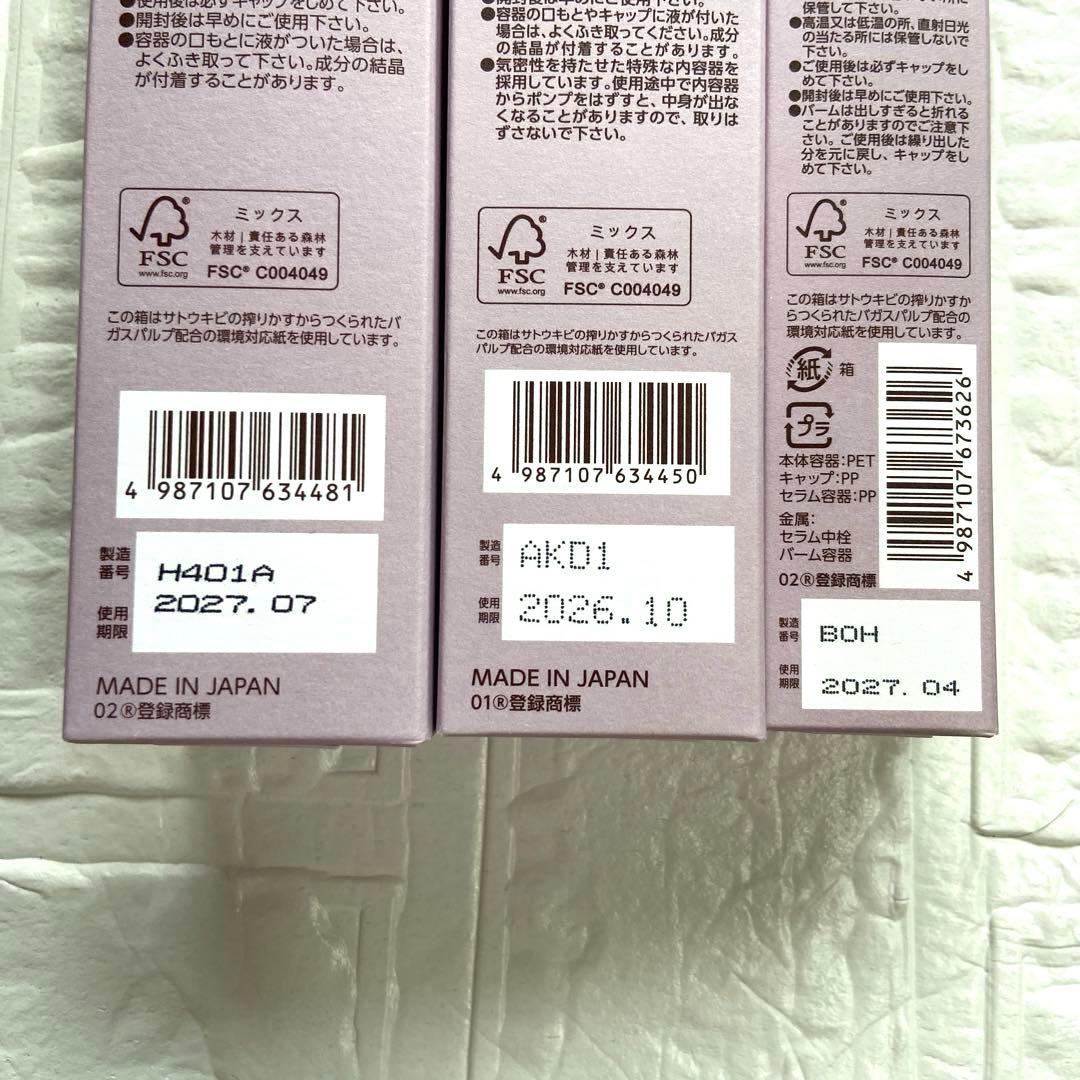 ●使用後は必ずキャップをしめて下さい。
●開封後は早めにご使用下さい。
●容器の口もとに液がついた場合は、
よくふき取って下さい。成分の結晶
が付着することがあります。
FSC
www.fsc.org
ミックス
木材 | 責任ある森林
管理を支えています
FSC® C004049
この箱はサトウキビの搾りかすからつくられたバ
ガスパルプ配合の環境対応紙を使用しています。
4 987107 634481
製造
番号
H401A
使用
期限
2027. 07
MADE IN JAPAN
02®登録商標
●開封後は早めにご使用下さい。
●容器の口もとやキャップに液が付いた
場合は、よくふき取ってください。成分
の結晶が付着することがあります。
●気密性を持たせた特殊な内容器を
採用しています。使用途中で内容器
からポンプをはずすと、中身が出な
くなることがありますので、取りは
ずさないで下さい。
FSC
www.fsc.org
ミックス
木材 | 責任ある森林
管理を支えています
FSC® C004049
この箱はサトウキビの搾りかすからつくられたバガス
パルプ配合の環境対応紙を使用しています。
4 987107 634450
製造
番号
AKD1
使用
期限
2026.10
MADE IN JAPAN
01®登録商標
保管して下さい。
●高温又は低温の所、直射日光
の当たる所には保管しないで
下さい。
●ご使用後は必ずキャップをし
めて下さい。
●開封後は早めにご使用下さい。
●バームは出しすぎると折れる
ことがありますのでご注意下
さい。ご使用後は繰り出した
分を元に戻し、キャップをし
めて下さい。
FSC
www.fsc.org
ミックス
木材 | 責任ある森林
管理を支えています
FSC® C004049
この箱はサトウキビの搾りかすか
らつくられたバガスパルプ配合の
環境対応紙を使用しています。
紙 箱
プラ
本体容器:PET
キャップ:PP
セラム容器:PP
金属:
セラム中栓
バーム容器
02®登録商標
4 987107 673626
製造
番号
BOH
使用
期限
2027. 04